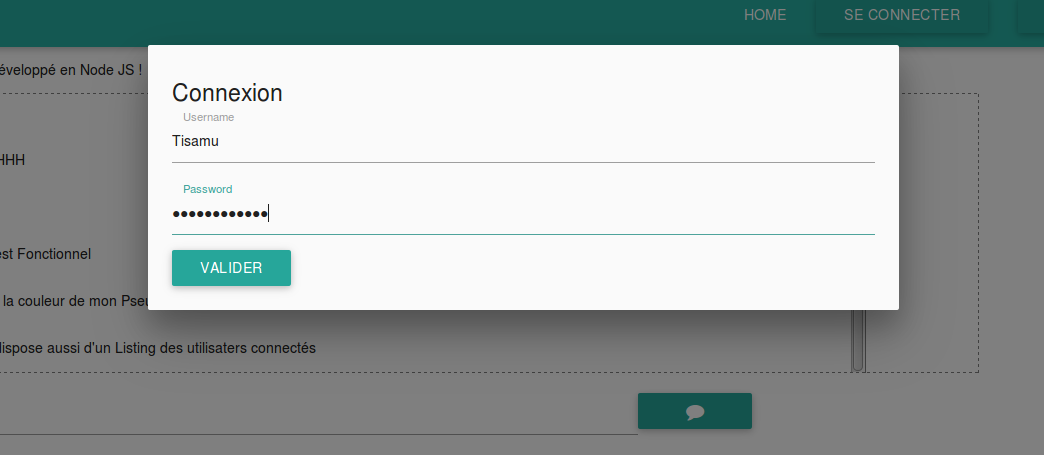 HOME
SE CONNECTER
éveloppé en Node JS !
Connexion
Username
Tisamu
HHH
Password
est Fonctionnel
VALIDER
la couleur de mon Pseu
dispose aussi d'un Listing des utilisaters connectés